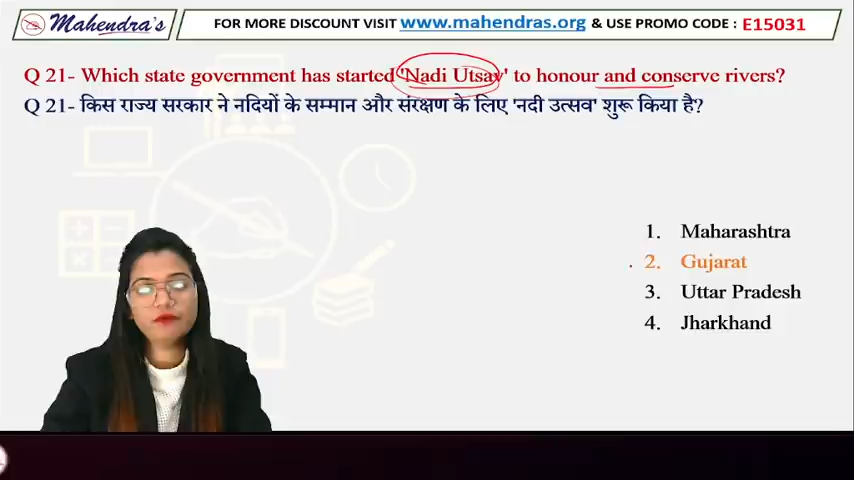 Mahendra's
FOR MORE DISCOUNT VISIT www.mahendras.org & USE PROMO CODE : E15031
Q 21- Which state government has started 'Nadi Utsav' to honour and conserve rivers?
Q 21- किस राज्य सरकार ने नदियों के सम्मान और संरक्षण के लिए 'नदी उत्सव' शुरू किया है?
1. Maharashtra
2. Gujarat
3. Uttar Pradesh
4. Jharkhand